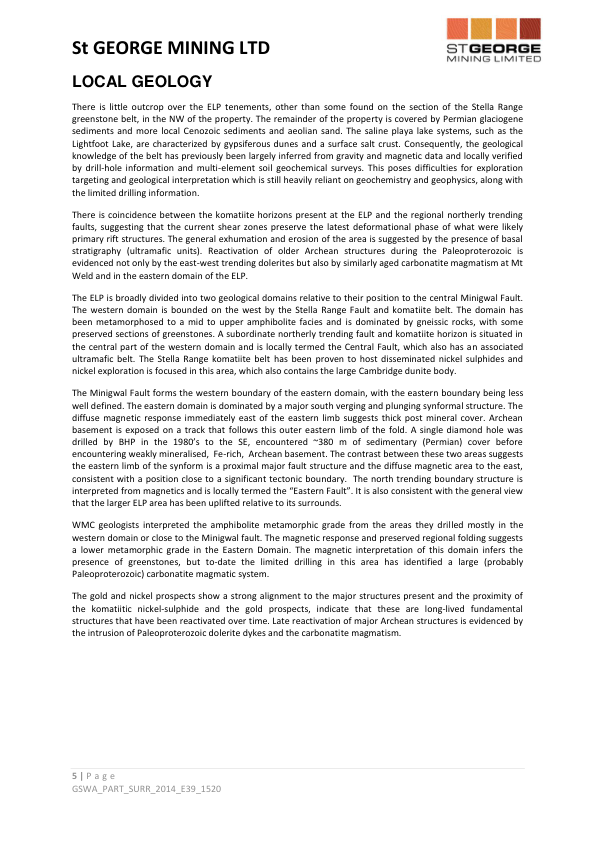 St GEORGE MINING LTD
STGEORGE
MINING LIMITED
LOCAL GEOLOGY
There is little outcrop over the ELP tenements, other than some found on the section of the Stella Range
greenstone belt, in the NW of the property. The remainder of the property is covered by Permian glaciogene
sediments and more local Cenozoic sediments and aeolian sand. The saline playa lake systems, such as the
Lightfoot Lake, are characterized by gypsiferous dunes and a surface salt crust. Consequently, the geological
knowledge of the belt has previously been largely inferred from gravity and magnetic data and locally verified
by drill-hole information and multi-element soil geochemical surveys. This poses difficulties for exploration
targeting and geological interpretation which is still heavily reliant on geochemistry and geophysics, along with
the limited drilling information.
There is coincidence between the komatiite horizons present at the ELP and the regional northerly trending
faults, suggesting that the current shear zones preserve the latest deformational phase of what were likely
primary rift structures. The general exhumation and erosion of the area is suggested by the presence of basal
stratigraphy (ultramafic units). Reactivation of older Archean structures during the Paleoproterozoic is
evidenced not only by the east-west trending dolerites but also by similarly aged carbonatite magmatism at Mt
Weld and in the eastern domain of the ELP.
The ELP is broadly divided into two geological domains relative to their position to the central Minigwal Fault.
The western domain is bounded on the west by the Stella Range Fault and komatiite belt. The domain has
been metamorphosed to a mid to upper amphibolite facies and is dominated by gneissic rocks, with some
preserved sections of greenstones. A subordinate northerly trending fault and komatiite horizon is situated in
the central part of the western domain and is locally termed the Central Fault, which also has an associated
ultramafic belt. The Stella Range komatiite belt has been proven to host disseminated nickel sulphides and
nickel exploration is focused in this area, which also contains the large Cambridge dunite body.
The Minigwal Fault forms the western boundary of the eastern domain, with the eastern boundary being less
well defined. The eastern domain is dominated by a major south verging and plunging synformal structure. The
diffuse magnetic response immediately east of the eastern limb suggests thick post mineral cover. Archean
basement is exposed on a track that follows this outer eastern limb of the fold. A single diamond hole was
drilled by BHP in the 1980's to the SE, encountered ~380 m of sedimentary (Permian) cover before
encountering weakly mineralised, Fe-rich, Archean basement. The contrast between these two areas suggests
the eastern limb of the synform is a proximal major fault structure and the diffuse magnetic area to the east,
consistent with a position close to a significant tectonic boundary. The north trending boundary structure is
interpreted from magnetics and is locally termed the “Eastern Fault”. It is also consistent with the general view
that the larger ELP area has been uplifted relative to its surrounds.
WMC geologists interpreted the amphibolite metamorphic grade from the areas they drilled mostly in the
western domain or close to the Minigwal fault. The magnetic response and preserved regional folding suggests
a lower metamorphic grade in the Eastern Domain. The magnetic interpretation of this domain infers the
presence of greenstones, but to-date the limited drilling in this area has identified a large (probably
Paleoproterozoic) carbonatite magmatic system.
The gold and nickel prospects show a strong alignment to the major structures present and the proximity of
the komatiitic nickel-sulphide and the gold prospects, indicate that these are long-lived fundamental
structures that have been reactivated over time. Late reactivation of major Archean structures is evidenced by
the intrusion of Paleoproterozoic dolerite dykes and the carbonatite magmatism.
5 | Page
GSWA_PART_SURR_2014_E39_1520